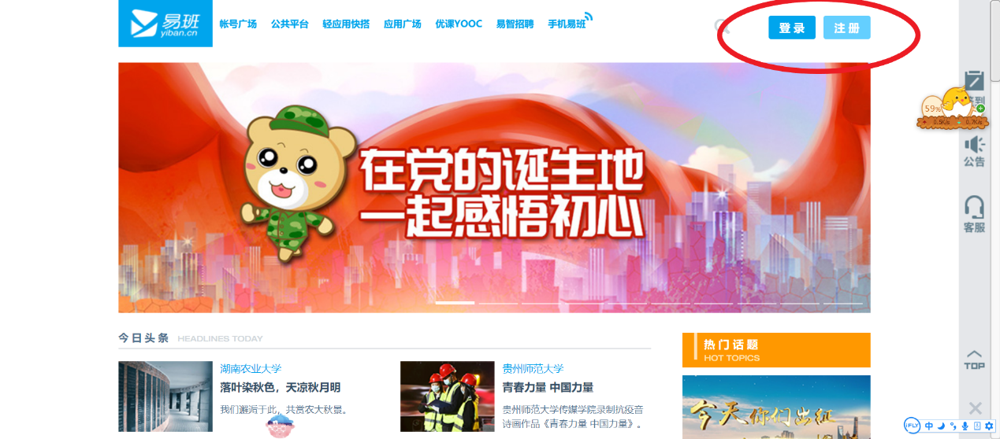 易班
yiban.cn
帐号广场 公共平台 轻应用快搭 应用广场 优课YOOC 易智招聘 手机易班
登录 注册
在党的诞生地
一起感悟初心
59%
0.5K/s 0.7K/s
公告
客服
今日头条 HEADLINES TODAY
湖南农业大学
落叶染秋色，天凉秋月明
我们邂逅于此，共赏农大秋景。
贵州师范大学
青春力量 中国力量
贵州师范大学传媒学院录制抗疫音
诗画作品《青春力量 中国力量》。
热门话题
HOT TOPICS
今天你们出征
TOP
iFLY 中